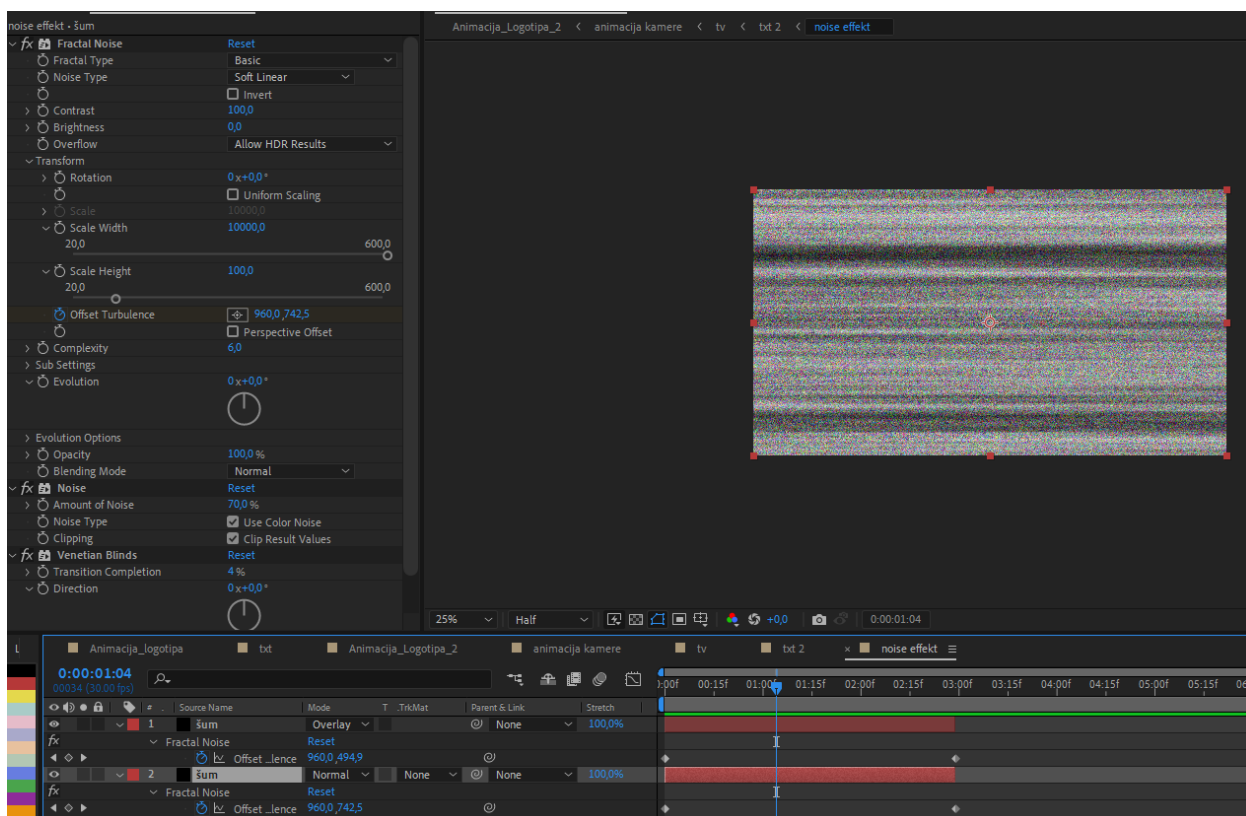 noise effekt • šum
Animacija_Logotipa_2 < animacija kamere < tv < txt 2 < noise effekt
fx Fractal Noise Reset
Fractal Type Basic
Noise Type Soft Linear
Invert
Contrast 100,0
Brightness 0,0
Overflow Allow HDR Results
Transform
Rotation 0x+0,0°
Uniform Scaling
Scale 10000,0
Scale Width 10000,0
20,0 600,0
Scale Height 100,0
20,0 600,0
Offset Turbulence 960,0 ,742,5
Perspective Offset
Complexity 6,0
Sub Settings
Evolution 0x+0,0°
Evolution Options
Opacity 100,0 %
Blending Mode Normal
fx Noise Reset
Amount of Noise 70,0 %
Noise Type Use Color Noise
Clipping Clip Result Values
fx Venetian Blinds Reset
Transition Completion 4 %
Direction 0x+0,0°
25% Half +0,0 0:00:01:04
L Animacija_logotipa txt Animacija_Logotipa_2 animacija kamere tv txt 2 × noise effekt
0:00:01:04
00034 (30.00 fps)
:00f 00:15f 01:00f 01:15f 02:00f 02:15f 03:00f 03:15f 04:00f 04:15f 05:00f 05:15f 06
# . Source Name Mode T .TrkMat Parent & Link Stretch
1 šum Overlay None 100,0%
fx Fractal Noise Reset
Offset ..lence 960,0 ,494,9
2 šum Normal None None 100,0%
fx Fractal Noise Reset
Offset ..lence 960,0 ,742,5